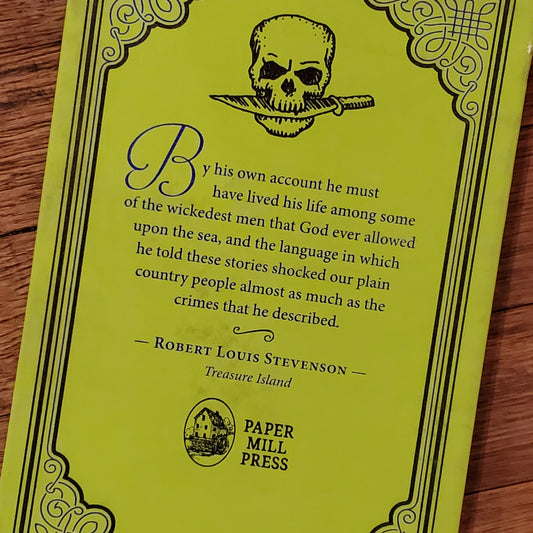 By his own account he must
have lived his life among some
of the wickedest men that God ever allowed
upon the sea, and the language in which
he told these stories shocked our plain
country people almost as much as the
crimes that he described.
— ROBERT LOUIS STEVENSON —
Treasure Island
PAPER
MILL
PRESS